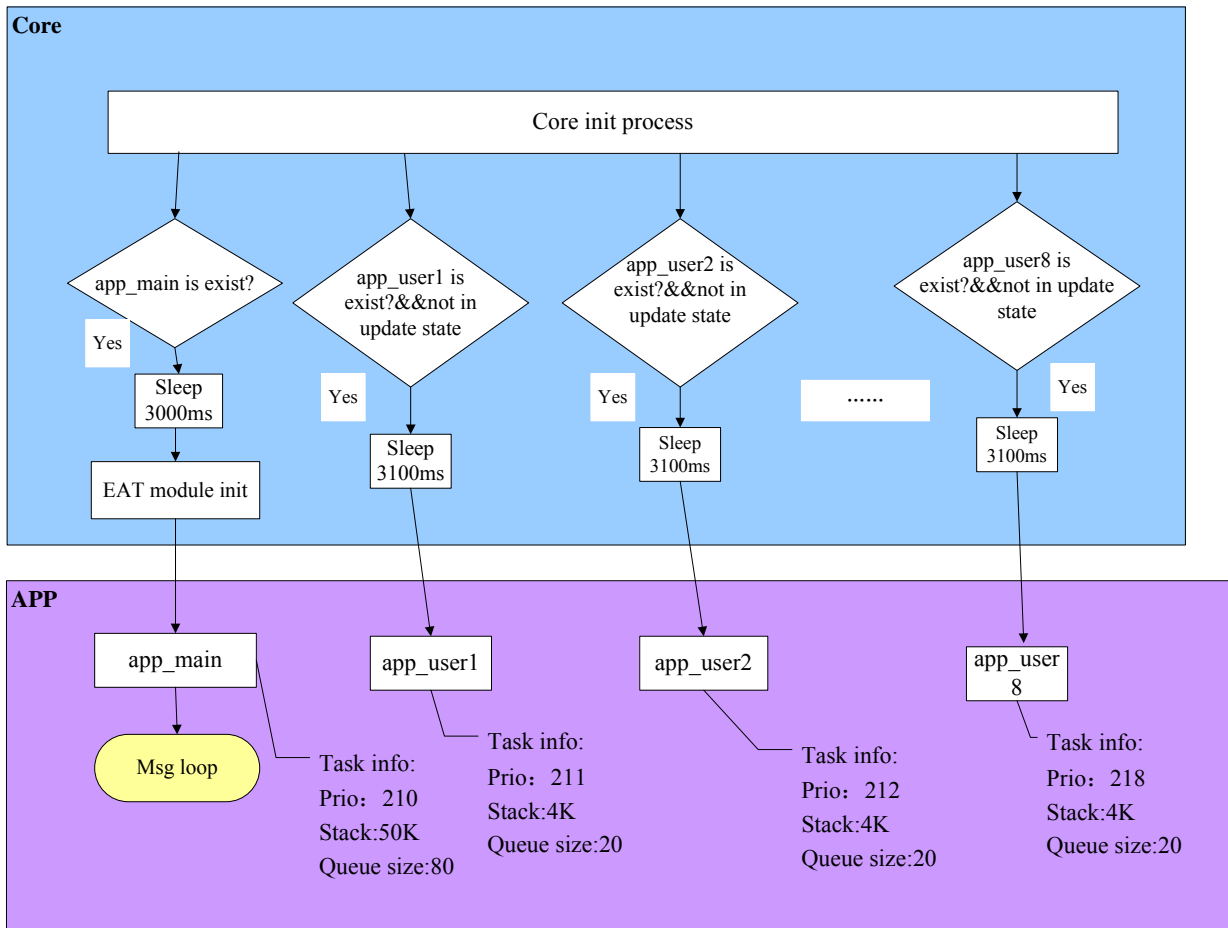 Core
Core init process
app_main is exist?
app_user1 is
exist?&&not in
update state
app_user2 is
exist?&&not in
update state
app_user8 is
exist?&&not in update
state
Yes
Yes
Yes
Yes
Sleep
3000ms
Sleep
3100ms
Sleep
3100ms
......
Sleep
3100ms
EAT module init
APP
app_main
app_user1
app_user2
app_user
8
Msg loop
Task info:
Prio：210
Stack:50K
Queue size:80
Task info:
Prio：211
Stack:4K
Queue size:20
Task info:
Prio：212
Stack:4K
Queue size:20
Task info:
Prio：218
Stack:4K
Queue size:20